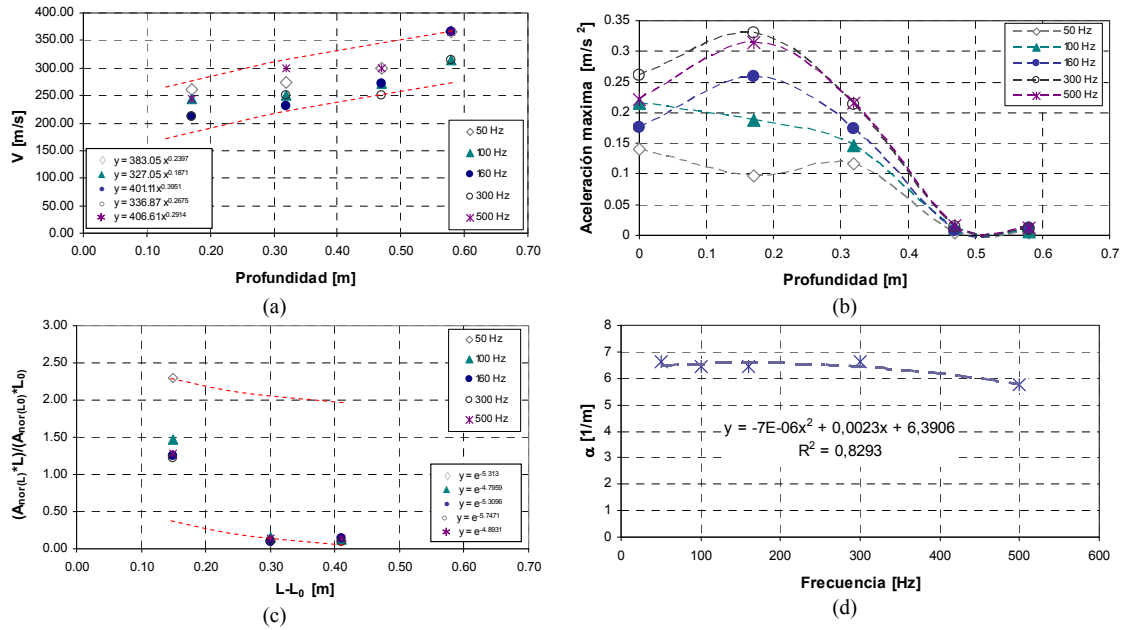 400.00
350.00
300.00
250.00
200.00
150.00
100.00
50.00
0.00
V [m/s]
0.00 0.10 0.20 0.30 0.40 0.50 0.60 0.70
Profundidad [m]
50 Hz
100 Hz
160 Hz
300 Hz
500 Hz
y = 383.05 x^0.2397
y = 327.05 x^0.1871
y = 401.11x^0.3951
y = 336.87 x^0.2675
y = 406.61x^0.2914
(a)
0.35
0.3
0.25
0.2
0.15
0.1
0.05
0
Aceleración maxima [m/s²]
0 0.1 0.2 0.3 0.4 0.5 0.6 0.7
Profundidad [m]
50 Hz
100 Hz
160 Hz
300 Hz
500 Hz
(b)
3.00
2.50
2.00
1.50
1.00
0.50
0.00
(Anor(L)*L)/(Anor(L0)*L0)
0.00 0.10 0.20 0.30 0.40 0.50 0.60 0.70
L-L0 [m]
50 Hz
100 Hz
160 Hz
300 Hz
500 Hz
y = e^-5.313
y = e^-4.7959
y = e^-5.3096
y = e^-5.7471
y = e^-4.8931
(c)
8
7
6
5
4
3
2
1
0
α [1/m]
y = -7E-06x² + 0,0023x + 6,3906
R² = 0,8293
0 100 200 300 400 500 600
Frecuencia [Hz]
(d)